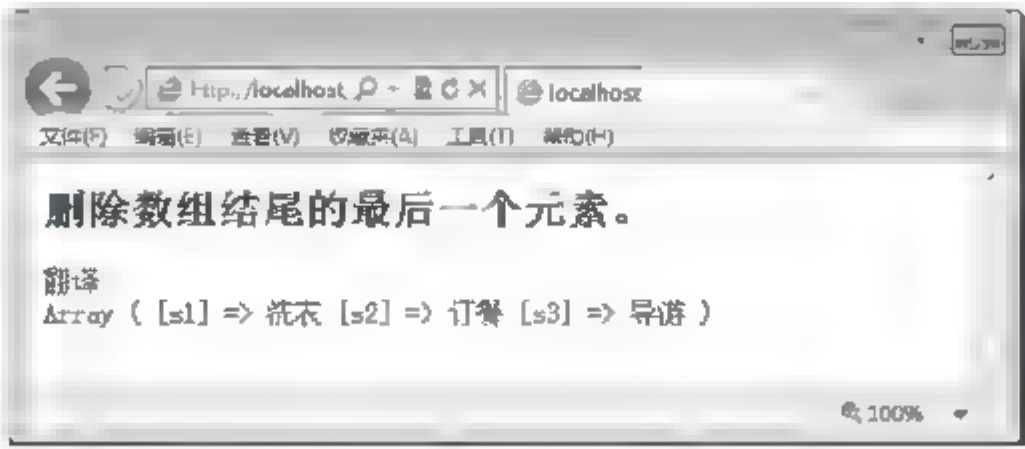 http://localhost localhost
文件(F) 编辑(E) 查看(V) 收藏夹(A) 工具(T) 帮助(H)
删除数组结尾的最后一个元素。
翻译
Array ( [s1] => 洗衣 [s2] => 订餐 [s3] => 导游 )
100%